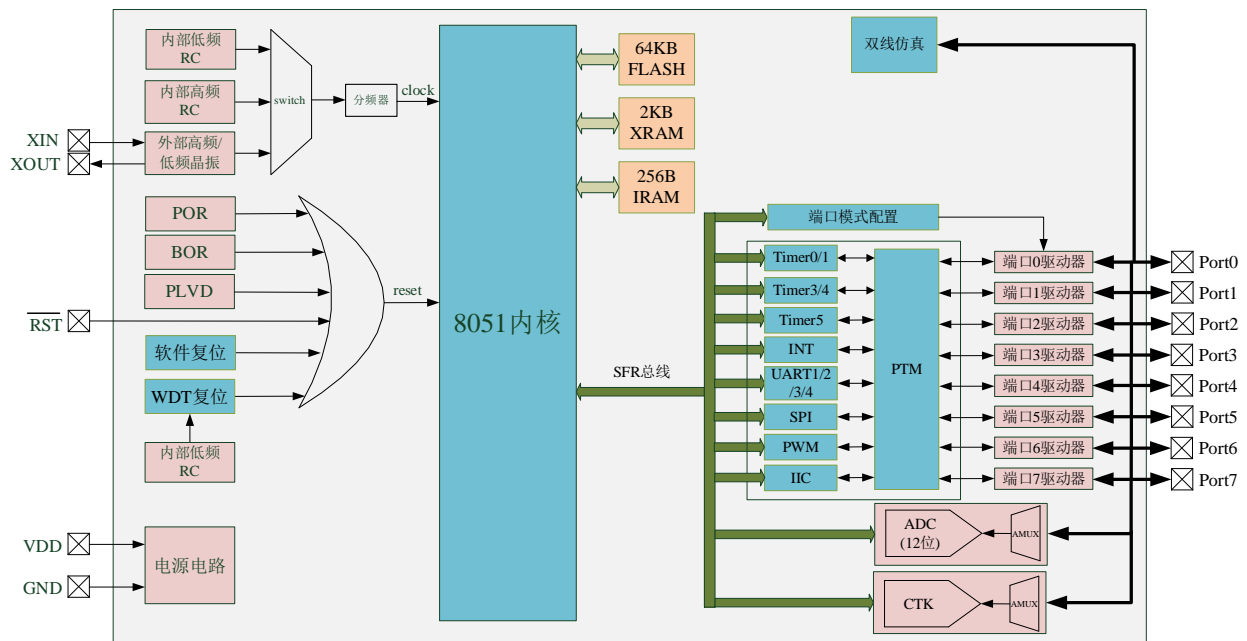 内部低频
RC
内部高频
RC
外部高频/
低频晶振
XIN
XOUT
switch
分频器
clock
POR
BOR
PLVD
RST
软件复位
WDT复位
内部低频
RC
reset
VDD
GND
电源电路
8051内核
64KB
FLASH
2KB
XRAM
256B
IRAM
SFR总线
双线仿真
端口模式配置
Timer0/1
Timer3/4
Timer5
INT
UART1/2
/3/4
SPI
PWM
IIC
PTM
端口0驱动器
端口1驱动器
端口2驱动器
端口3驱动器
端口4驱动器
端口5驱动器
端口6驱动器
端口7驱动器
Port0
Port1
Port2
Port3
Port4
Port5
Port6
Port7
ADC
(12位)
AMUX
CTK
AMUX